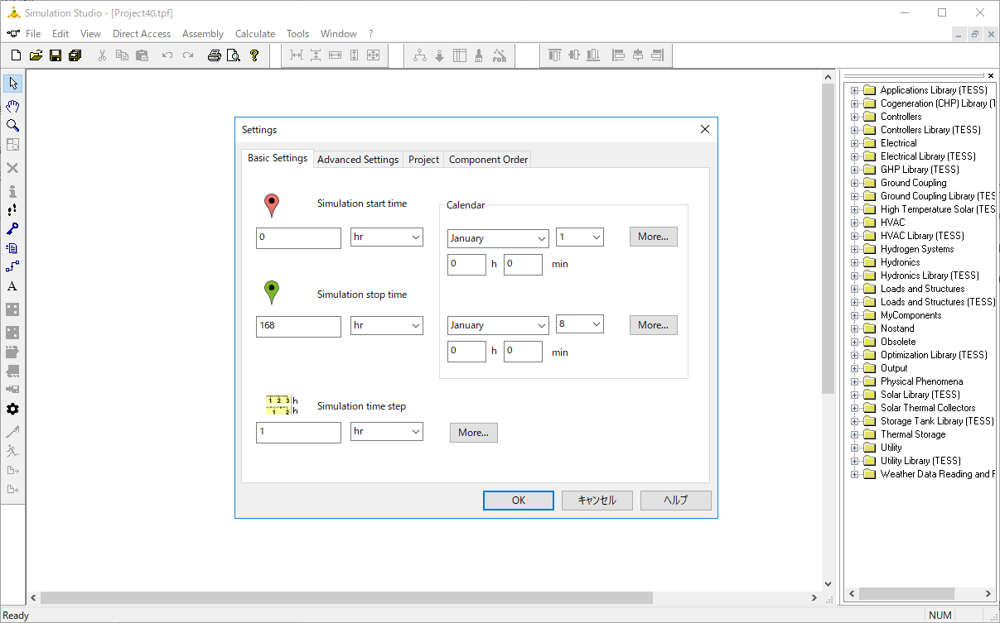 Simulation Studio - [Project40.tpf]
File Edit View Direct Access Assembly Calculate Tools Window ?
FOR
A
Settings
Basic Settings Advanced Settings Project Component Order
Simulation start time
0 hr
Calendar
January 1 More...
0 h 0 min
Simulation stop time
168 hr
January 8 More...
0 h 0 min
1 2 3 h
1 2 h
Simulation time step
1 hr More...
OK キャンセル ヘルプ
Applications Library (TESS)
Cogeneration (CHP) Library (T
Controllers
Controllers Library (TESS)
Electrical
Electrical Library (TESS)
GHP Library (TESS)
Ground Coupling
Ground Coupling Library (TES
High Temperature Solar (TES
HVAC
HVAC Library (TESS)
Hydrogen Systems
Hydronics
Hydronics Library (TESS)
Loads and Structures
Loads and Structures (TESS)
MyComponents
Nostand
Obsolete
Optimization Library (TESS)
Output
Physical Phenomena
Solar Library (TESS)
Solar Thermal Collectors
Storage Tank Library (TESS)
Thermal Storage
Utility
Utility Library (TESS)
Weather Data Reading and F
Ready NUM